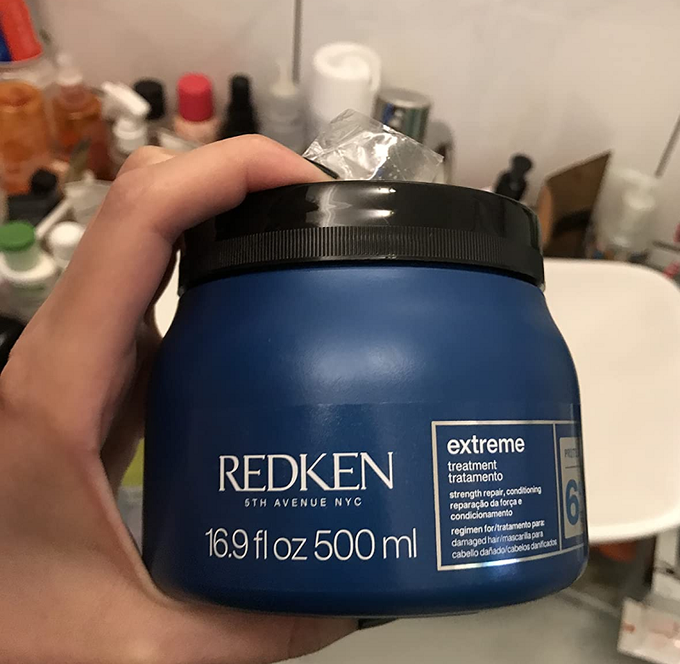 REDKEN
5TH AVENUE NYC
16.9 fl oz 500 ml
extreme
treatment
tratamento
strength repair, conditioning
reparação da força e
condicionamento
regimen for/tratamento para:
damaged hair/mascarilla para
cabello dañado/cabelos danificados